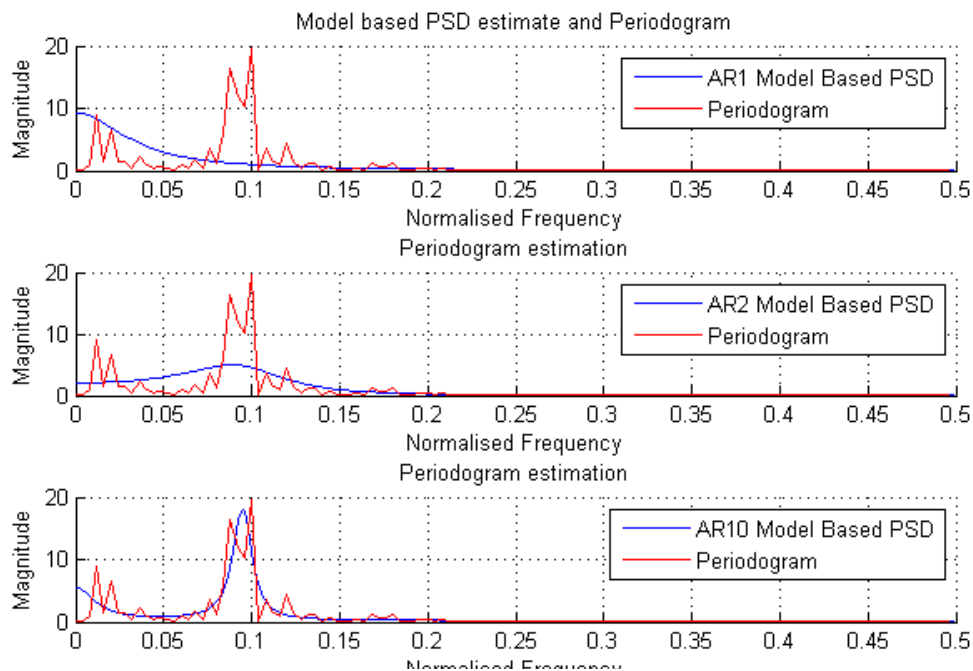 Model based PSD estimate and Periodogram
20
10
0
Magnitude
AR1 Model Based PSD
Periodogram
0 0.05 0.1 0.15 0.2 0.25 0.3 0.35 0.4 0.45 0.5
Normalised Frequency
Periodogram estimation
20
10
0
Magnitude
AR2 Model Based PSD
Periodogram
0 0.05 0.1 0.15 0.2 0.25 0.3 0.35 0.4 0.45 0.5
Normalised Frequency
Periodogram estimation
20
10
0
Magnitude
AR10 Model Based PSD
Periodogram
0 0.05 0.1 0.15 0.2 0.25 0.3 0.35 0.4 0.45 0.5
Normalised Frequency